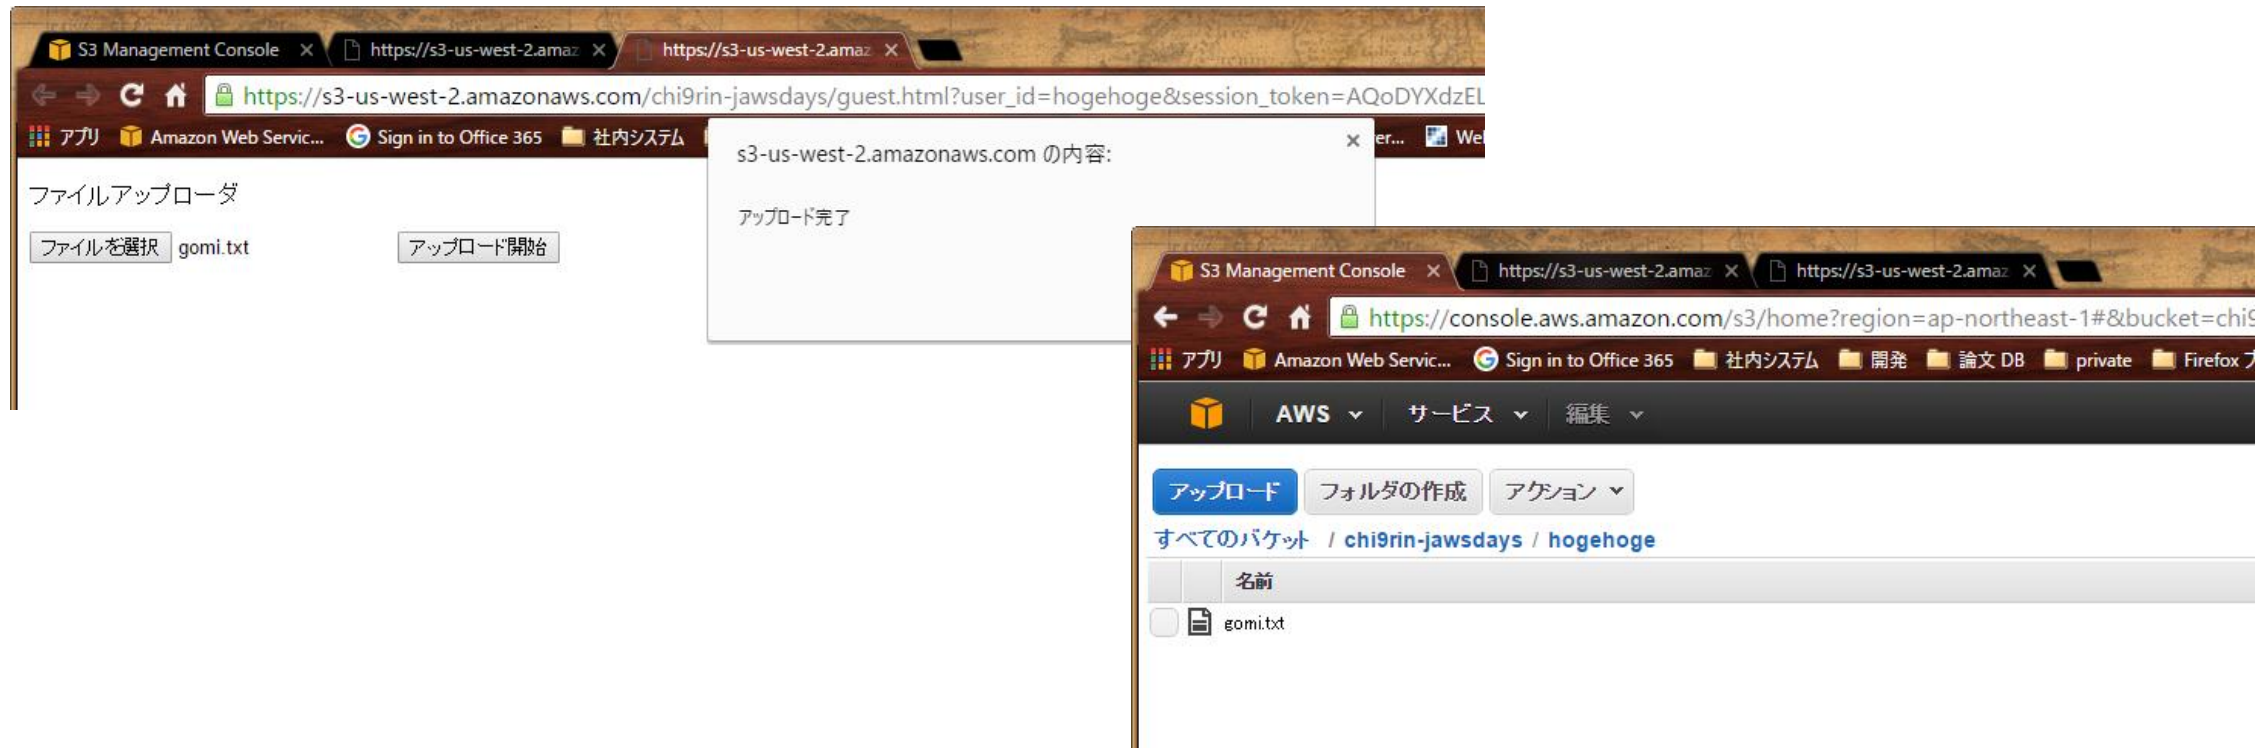 S3 Management Console
https://s3-us-west-2.amaz
https://s3-us-west-2.amaz
https://s3-us-west-2.amazonaws.com/chi9rin-jawsdays/guest.html?user_id=hogehoge&session_token=AQoDYXdzEL
アプリ Amazon Web Servic... Sign in to Office 365 社内システム er... Wel
s3-us-west-2.amazonaws.com の内容:
アップロード完了
ファイルアップローダ
ファイルを選択 gomi.txt アップロード開始
S3 Management Console
https://s3-us-west-2.amaz
https://s3-us-west-2.amaz
https://console.aws.amazon.com/s3/home?region=ap-northeast-1#&bucket=chi9
アプリ Amazon Web Servic... Sign in to Office 365 社内システム 開発 論文 DB private Firefox フ
AWS サービス 編集
アップロード フォルダの作成 アクション
すべてのバケット / chi9rin-jawsdays / hogehoge
名前
gomi.txt